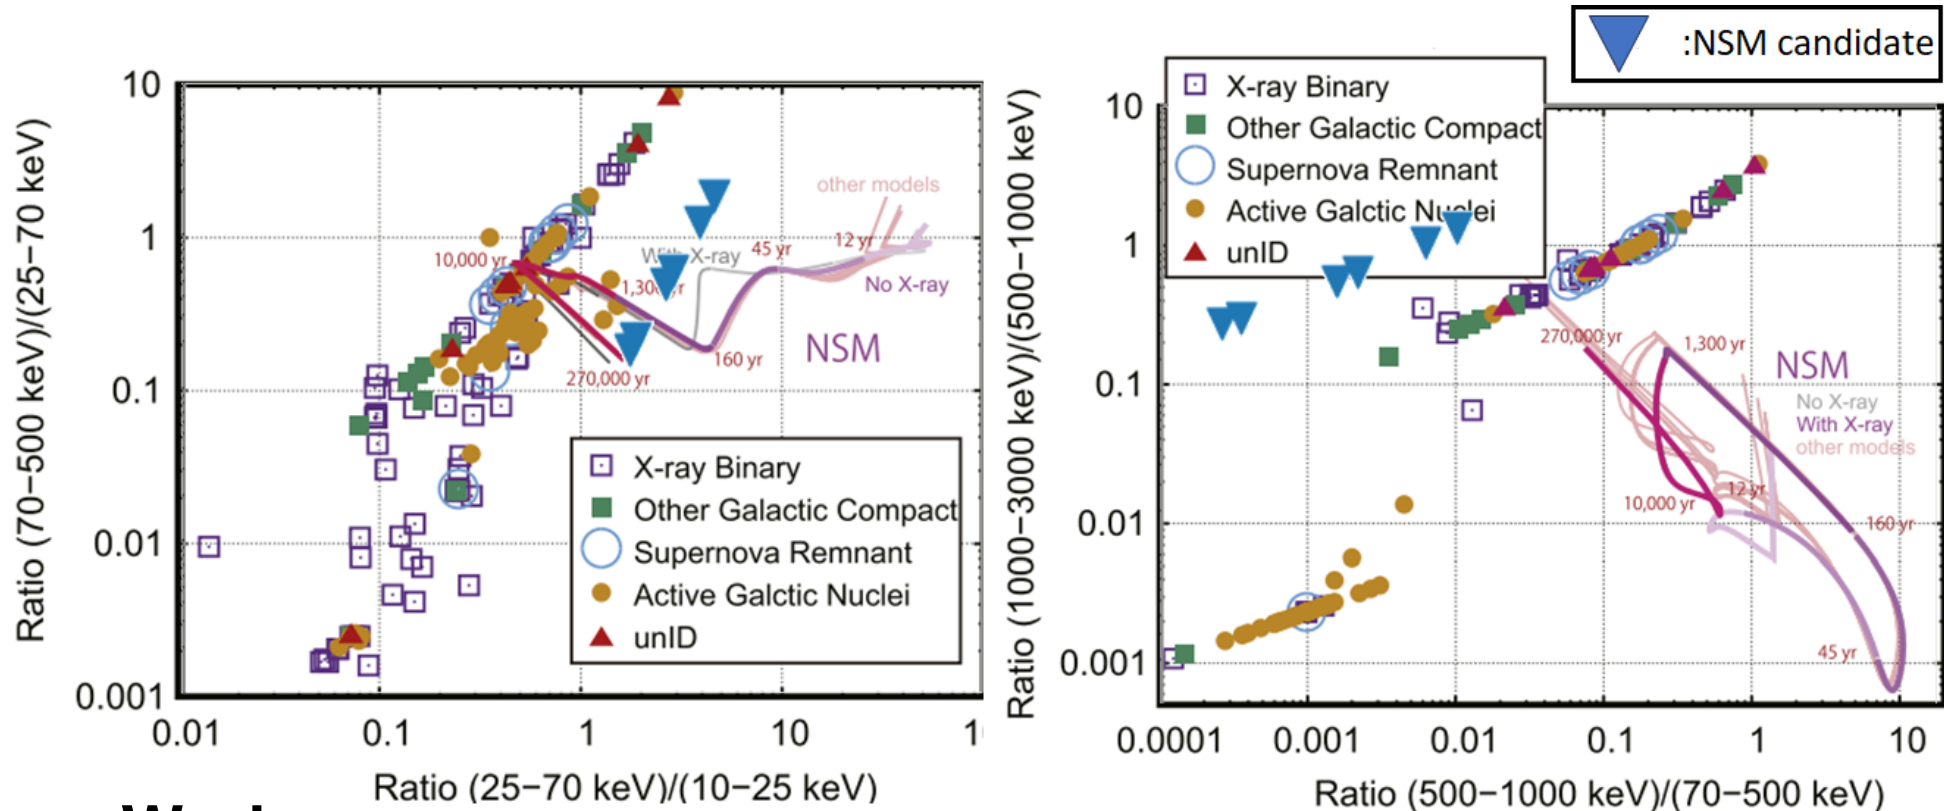 :NSM candidate
10
1
0.1
0.01
0.001
Ratio (70−500 keV)/(25−70 keV)
other models
With X-ray
45 yr
12 yr
10,000 yr
No X-ray
160 yr
NSM
270,000 yr
X-ray Binary
Other Galactic Compact
Supernova Remnant
Active Galctic Nuclei
unID
0.01
0.1
1
10
Ratio (25−70 keV)/(10−25 keV)
X-ray Binary
Other Galactic Compact
Supernova Remnant
Active Galctic Nuclei
unID
10
1
0.1
0.01
0.001
Ratio (1000−3000 keV)/(500−1000 keV)
270,000 yr
1,300 yr
NSM
No X-ray
With X-ray
other models
12 yr
10,000 yr
160 yr
45 yr
0.0001
0.001
0.01
0.1
1
10
Ratio (500−1000 keV)/(70−500 keV)